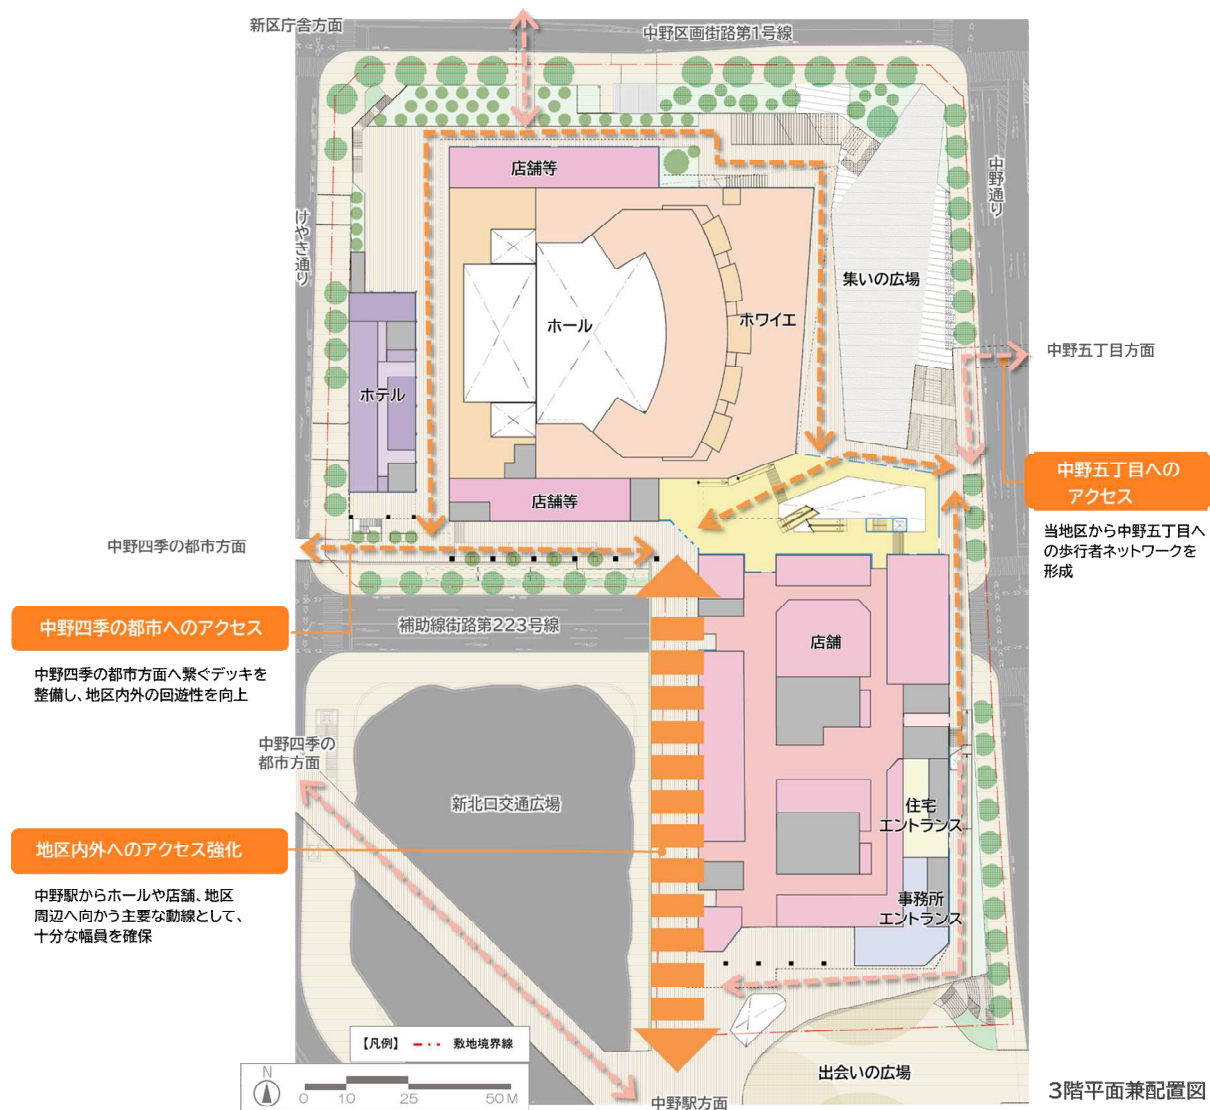 新区庁舎方面
中野区画街路第1号線
店舗等
中野通り
けやき通り
集いの広場
ホール
ホワイエ
中野五丁目方面
ホテル
中野五丁目への
アクセス
店舗等
当地区から中野五丁目へ
の歩行者ネットワークを
形成
中野四季の都市方面
中野四季の都市へのアクセス
補助線街路第223号線
店舗
中野四季の都市方面へ繋ぐデッキを
整備し、地区内外の回遊性を向上
中野四季の
都市方面
新北口交通広場
住宅
エントランス
地区内外へのアクセス強化
中野駅からホールや店舗、地区
周辺へ向かう主要な動線として、
十分な幅員を確保
事務所
エントランス
【凡例】 敷地境界線
出会いの広場
N
0 10 25 50 M
中野駅方面
3階平面兼配置図